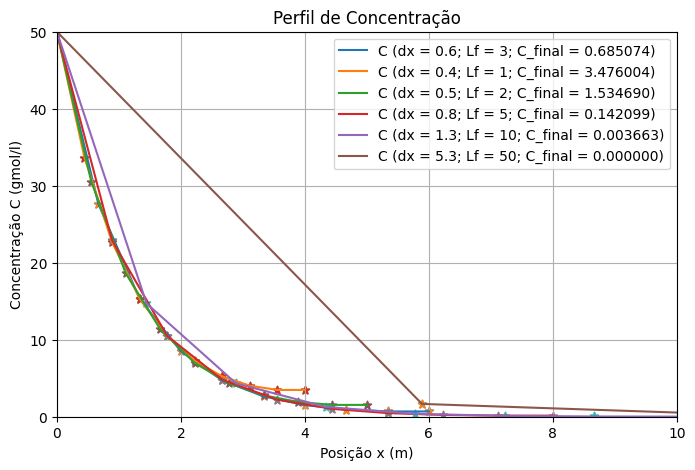 Perfil de Concentração
50
40
30
20
10
0
Concentração C (gmol/l)
C (dx = 0.6; Lf = 3; C_final = 0.685074)
C (dx = 0.4; Lf = 1; C_final = 3.476004)
C (dx = 0.5; Lf = 2; C_final = 1.534690)
C (dx = 0.8; Lf = 5; C_final = 0.142099)
C (dx = 1.3; Lf = 10; C_final = 0.003663)
C (dx = 5.3; Lf = 50; C_final = 0.000000)
0 2 4 6 8 10
Posição x (m)